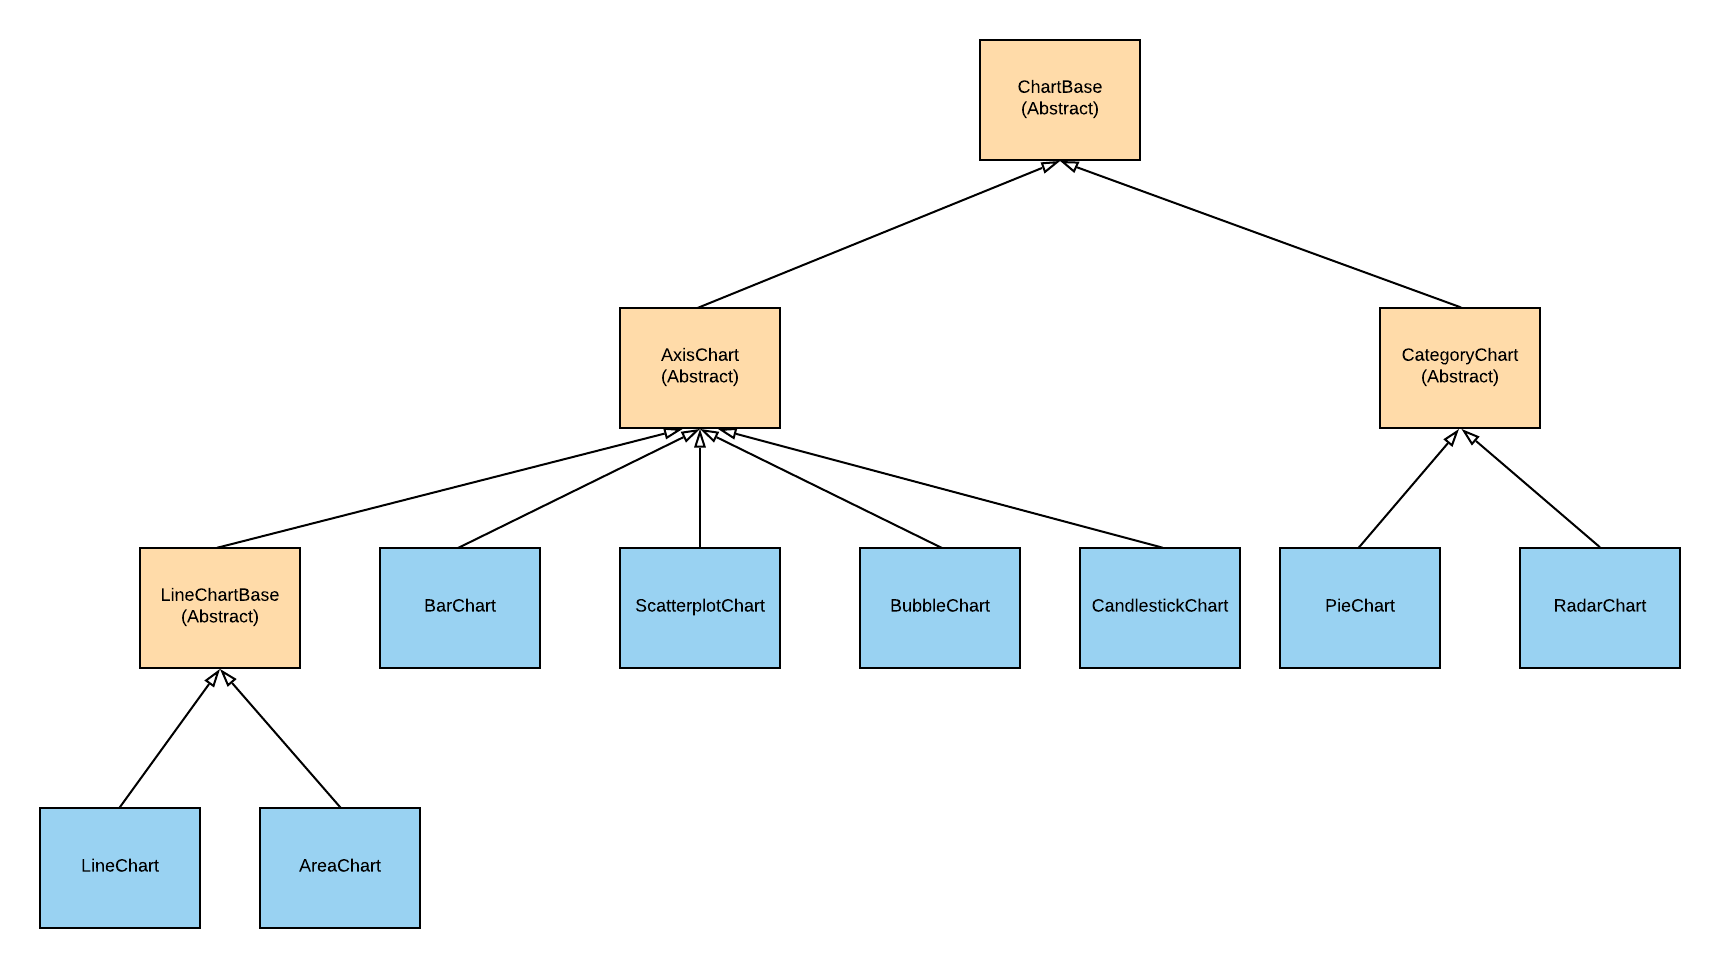 ChartBase
(Abstract)
AxisChart
(Abstract)
CategoryChart
(Abstract)
LineChartBase
(Abstract)
BarChart
ScatterplotChart
BubbleChart
CandlestickChart
PieChart
RadarChart
LineChart
AreaChart